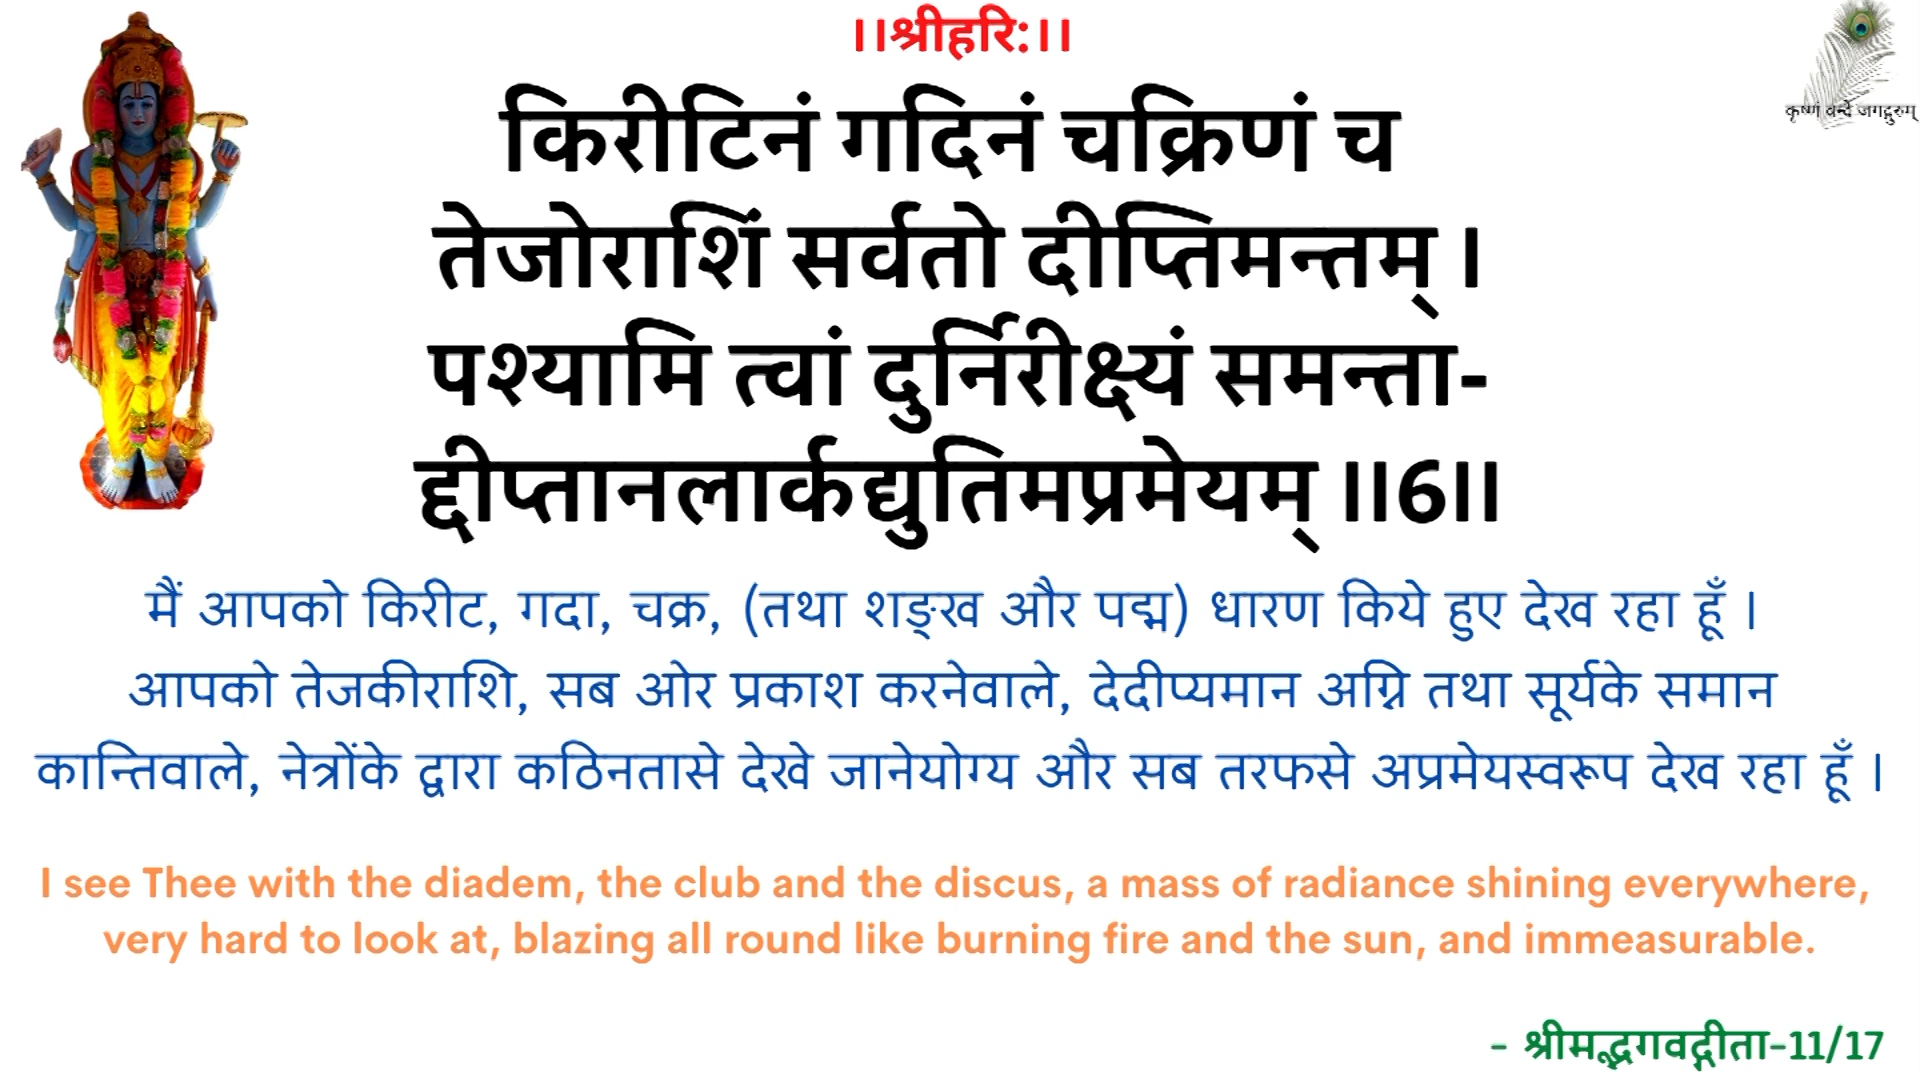 ।।श्रीहरि:।।
कृष्णं वन्दे जगद्गुरुम्
किरीटिनं गदिनं चक्रिणं च
तेजोराशिं सर्वतो दीप्तिमन्तम् ।
पश्यामि त्वां दुर्निरीक्ष्यं समन्ता-
द्दीप्तानलार्कद्युतिमप्रमेयम् ।।6।।
मैं आपको किरीट, गदा, चक्र, (तथा शङ्ख और पद्म) धारण किये हुए देख रहा हूँ ।
आपको तेजकीराशि, सब ओर प्रकाश करनेवाले, देदीप्यमान अग्नि तथा सूर्यके समान
कान्तिवाले, नेत्रोंके द्वारा कठिनतासे देखे जानेयोग्य और सब तरफसे अप्रमेयस्वरूप देख रहा हूँ ।
I see Thee with the diadem, the club and the discus, a mass of radiance shining everywhere,
very hard to look at, blazing all round like burning fire and the sun, and immeasurable.
- श्रीमद्भगवद्गीता-11/17